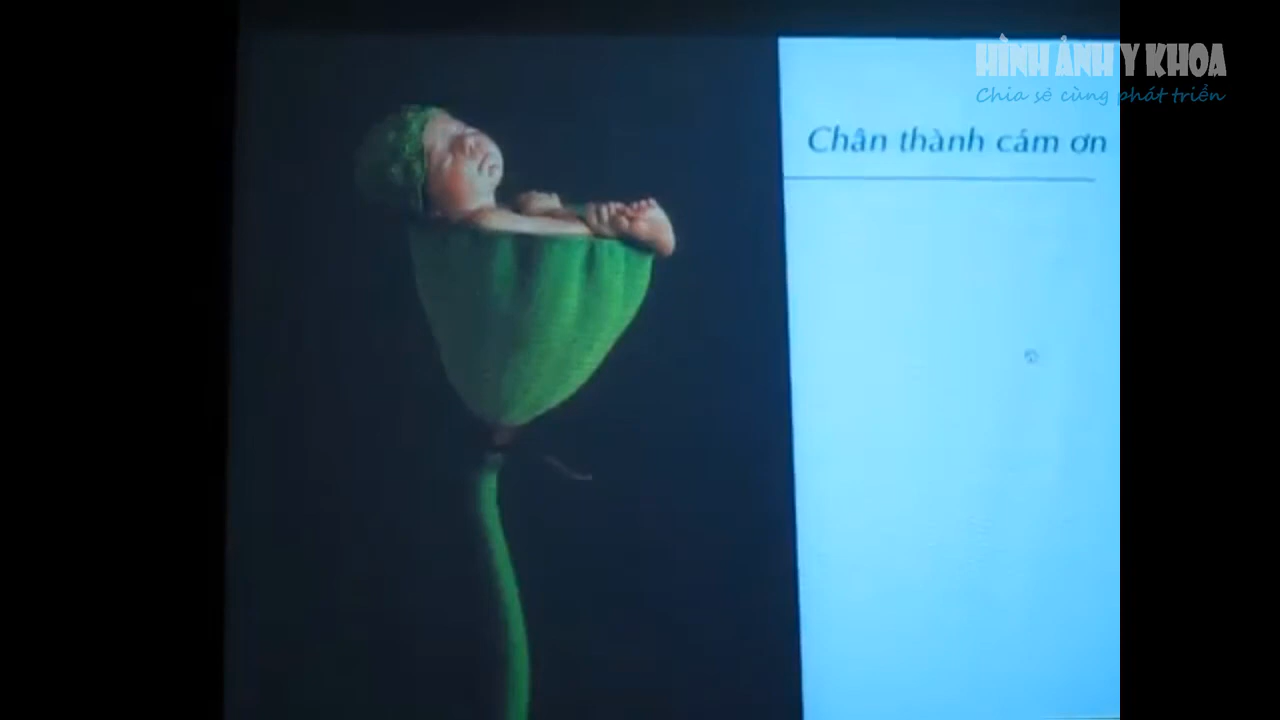 HÌNH ẢNH Y KHOA
Chia sẻ cùng phát triển
Chân thành cám ơn